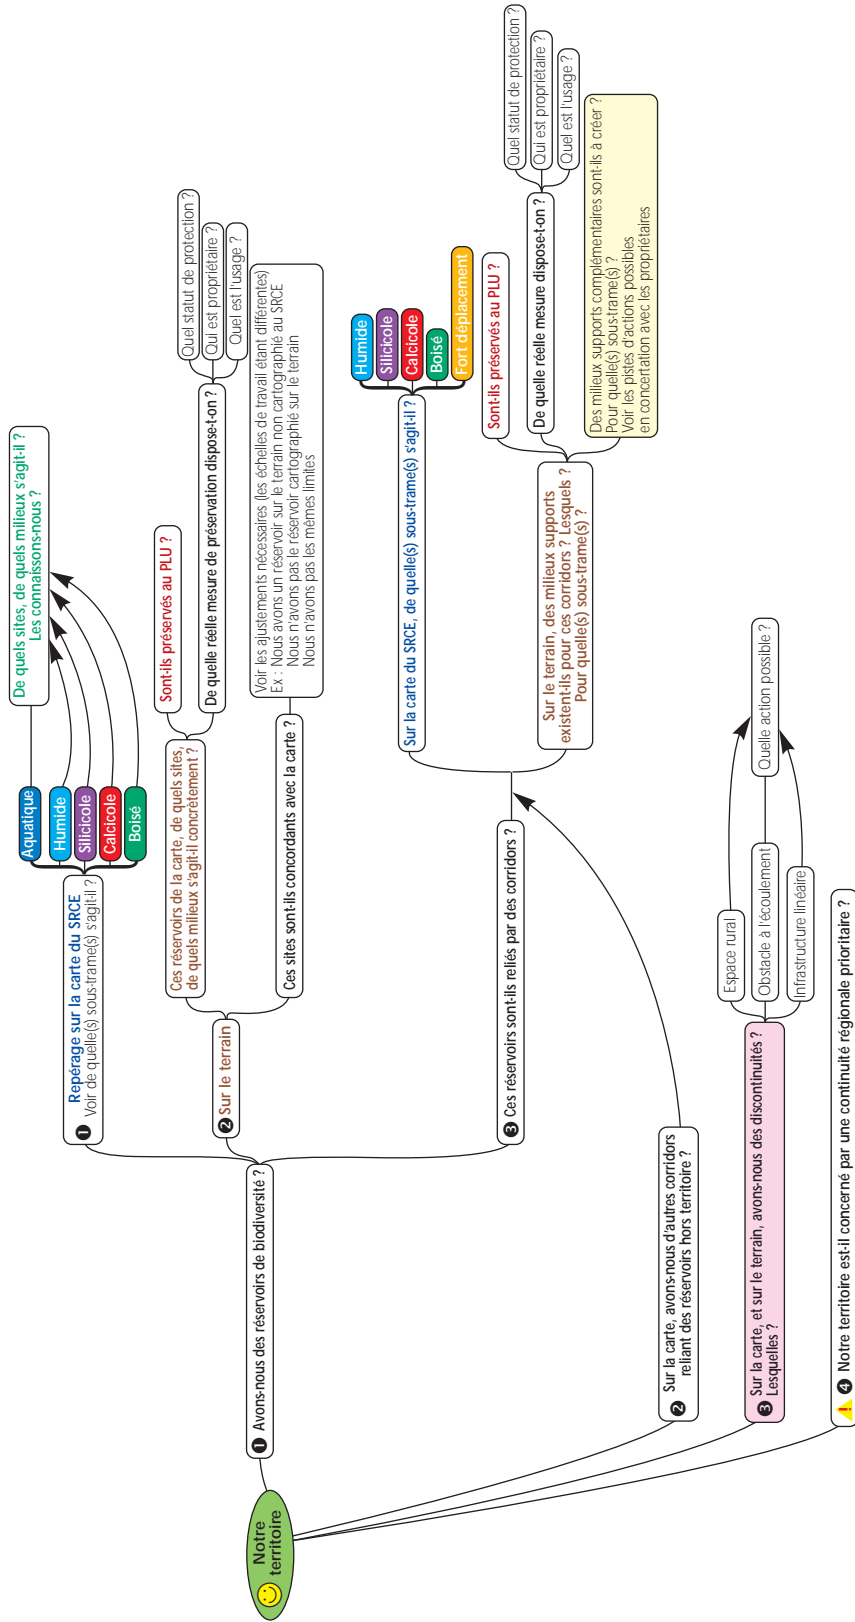 Notre
territoire
❶ Avons-nous des réservoirs de biodiversité ?
❶ Repérage sur la carte du SRCE
Voir de quelle(s) sous-trame(s) s'agit-il ?
Aquatique
Humide
Silicicole
Calcicole
Boisé
De quels sites, de quels milieux s'agit-il ?
Les connaissons-nous ?
❷ Sur le terrain
Ces réservoirs de la carte, de quels sites,
de quels milieux s'agit-il concrètement ?
Sont-ils préservés au PLU ?
De quelle réelle mesure de préservation dispose-t-on ?
Quel statut de protection ?
Qui est propriétaire ?
Quel est l'usage ?
Ces sites sont-ils concordants avec la carte ?
Voir les ajustements nécessaires (les échelles de travail étant différentes)
Ex : Nous avons un réservoir sur le terrain non cartographié au SRCE
Nous n'avons pas le réservoir cartographié sur le terrain
Nous n'avons pas les mêmes limites
❸ Ces réservoirs sont-ils reliés par des corridors ?
Sur la carte du SRCE, de quelle(s) sous-trame(s) s'agit-il ?
Humide
Silicicole
Calcicole
Boisé
Fort déplacement
Sur le terrain, des milieux supports
existent-ils pour ces corridors ? Lesquels ?
Pour quelle(s) sous-trame(s) ?
Sont-ils préservés au PLU ?
De quelle réelle mesure dispose-t-on ?
Quel statut de protection ?
Qui est propriétaire ?
Quel est l'usage ?
Des milieux supports complémentaires sont-ils à créer ?
Pour quelle(s) sous-trame(s) ?
Voir les pistes d'actions possibles
en concertation avec les propriétaires
❷ Sur la carte, avons-nous d'autres corridors
reliant des réservoirs hors territoire ?
❸ Sur la carte, et sur le terrain, avons-nous des discontinuités ?
Lesquelles ?
Espace rural
Obstacle à l'écoulement
Infrastructure linéaire
Quelle action possible ?
! ❹ Notre territoire est-il concerné par une continuité régionale prioritaire ?